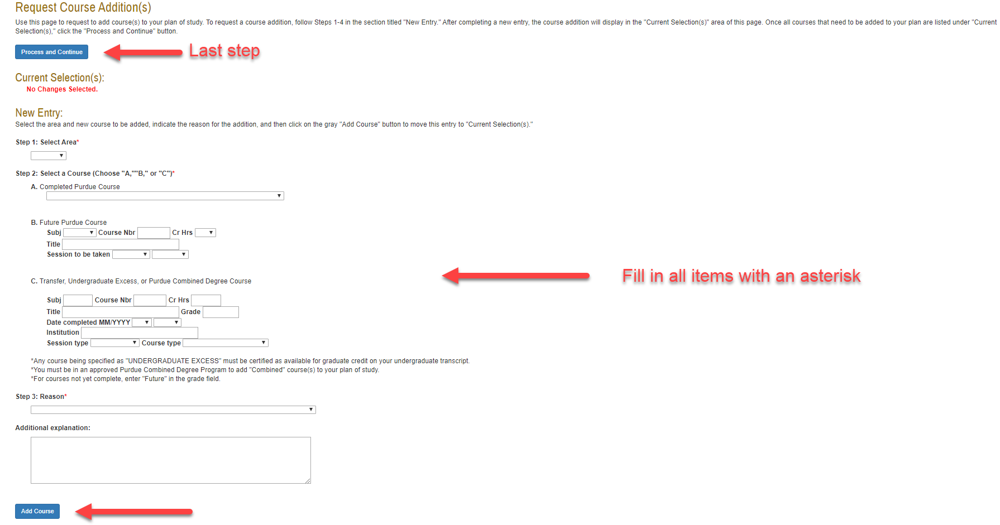 Request Course Addition(s)
Use this page to request to add course(s) to your plan of study. To request a course addition, follow Steps 1-4 in the section titled "New Entry." After completing a new entry, the course addition will display in the "Current Selection(s)" area of this page. Once all courses that need to be added to your plan are listed under "Current
Selection(s)," click the "Process and Continue" button.
Process and Continue
Last step
Current Selection(s):
No Changes Selected.
New Entry:
Select the area and new course to be added, indicate the reason for the addition, and then click on the gray "Add Course" button to move this entry to "Current Selection(s)."
Step 1: Select Area*
Step 2: Select a Course (Choose "A,""B," or "C")*
A. Completed Purdue Course
B. Future Purdue Course
Subj Course Nbr Cr Hrs
Title
Session to be taken
Fill in all items with an asterisk
C. Transfer, Undergraduate Excess, or Purdue Combined Degree Course
Subj Course Nbr Cr Hrs
Title Grade
Date completed MM/YYYY
Institution
Session type Course type
*Any course being specified as "UNDERGRADUATE EXCESS" must be certified as available for graduate credit on your undergraduate transcript.
*You must be in an approved Purdue Combined Degree Program to add "Combined" course(s) to your plan of study.
*For courses not yet complete, enter "Future" in the grade field.
Step 3: Reason*
Additional explanation:
Add Course